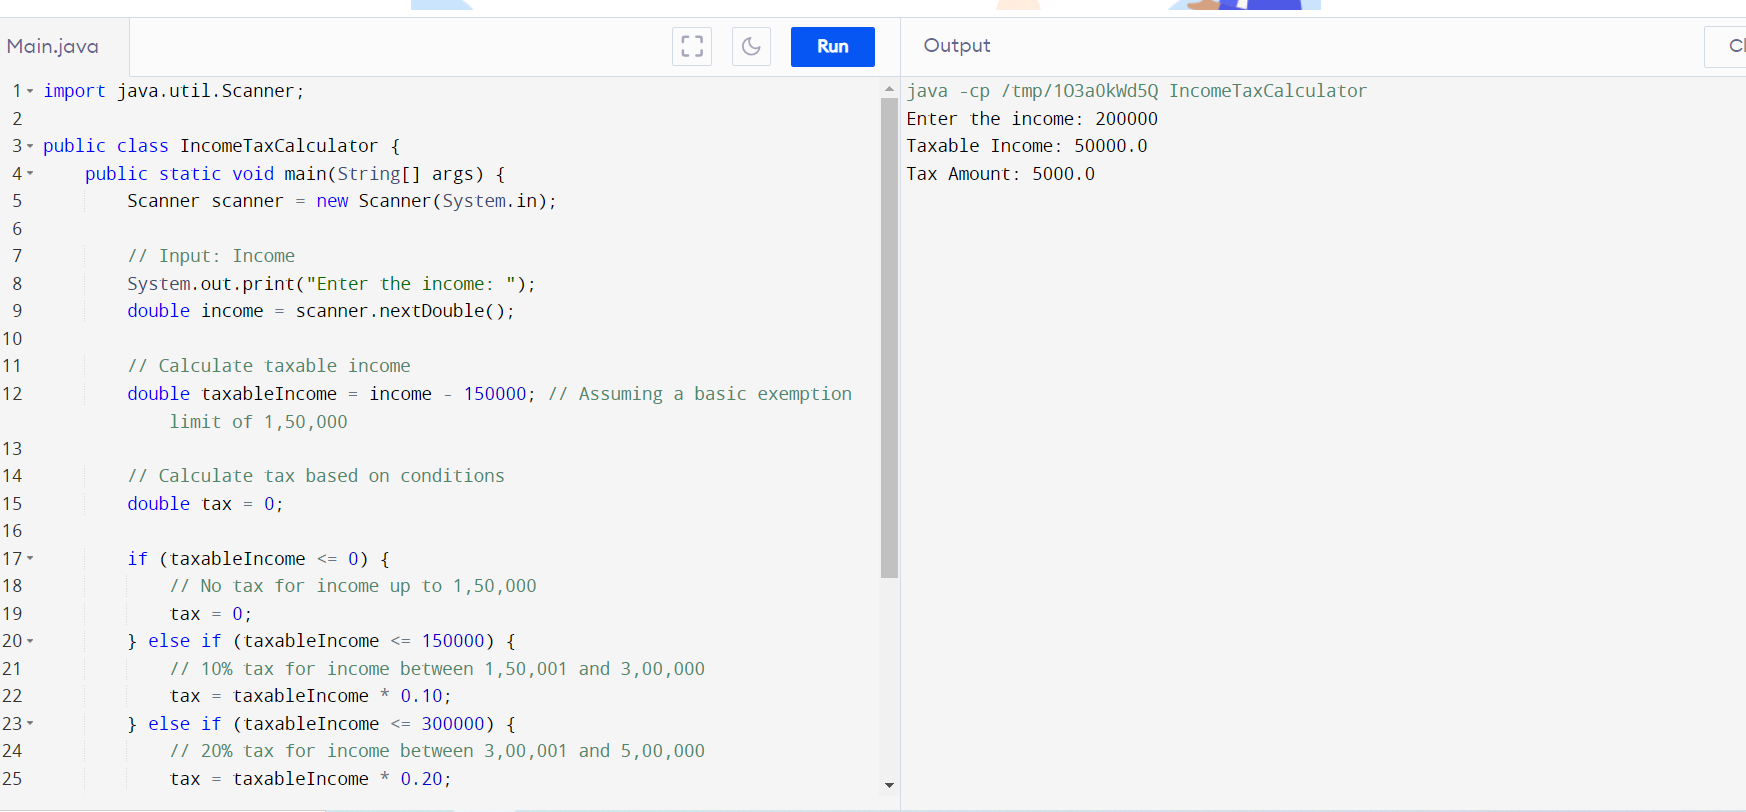 Main.java
Run
1 import java.util.Scanner;
2
3 public class IncomeTaxCalculator {
4 public static void main(String[] args) {
5 Scanner scanner = new Scanner(System.in);
6
7 // Input: Income
8 System.out.print("Enter the income: ");
9 double income = scanner.nextDouble();
10
11 // Calculate taxable income
12 double taxableIncome = income - 150000; // Assuming a basic exemption
limit of 1,50,000
13
14 // Calculate tax based on conditions
15 double tax = 0;
16
17 if (taxableIncome <= 0) {
18 // No tax for income up to 1,50,000
19 tax = 0;
20 } else if (taxableIncome <= 150000) {
21 // 10% tax for income between 1,50,001 and 3,00,000
22 tax = taxableIncome * 0.10;
23 } else if (taxableIncome <= 300000) {
24 // 20% tax for income between 3,00,001 and 5,00,000
25 tax = taxableIncome * 0.20;
Output
java -cp /tmp/1O3a0kWd5Q IncomeTaxCalculator
Enter the income: 200000
Taxable Income: 50000.0
Tax Amount: 5000.0